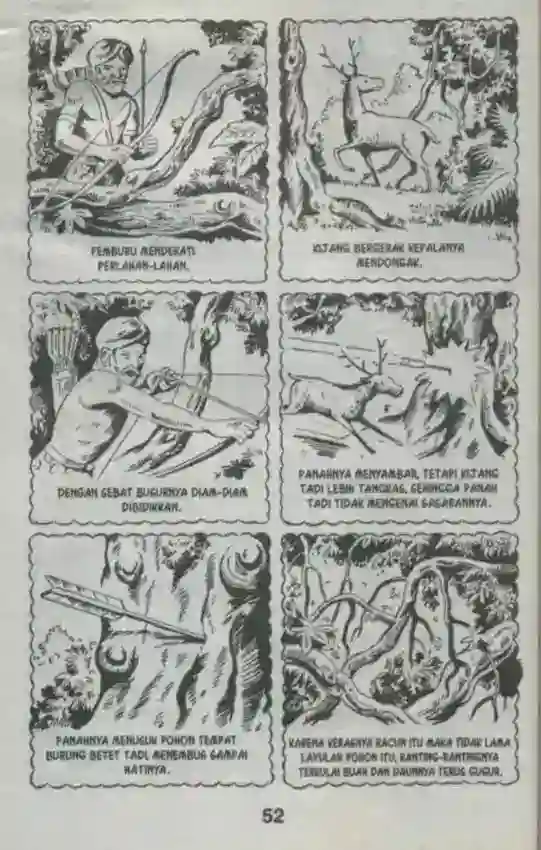 PEMBURU MENDEKATI
PERLAHAN-LAHAN.
KIJANG BERGERAK KEPALANYA
MENDONGAK.
DENGAN SEBAT BUSURNYA DIAM-DIAM
DIBIDIKKAN.
PANAHNYA MENYAMBAR, TETAPI KIJANG
TADI LEBIH TANGKAS, SEHINGGA PANAH
TADI TIDAK MENGENAI SASARANNYA.
PANAHNYA MENUSUK POHON TEMPAT
BURUNG BETET TADI, MENEMBUS SAMPAI
HATINYA.
KARENA KERASNYA RACUN ITU MAKA TIDAK LAMA
LAYULAH POHON ITU, RANTING-RANTINGNYA
TERKULAI BUAH DAN DAUNNYA TERUS GUGUR.
52